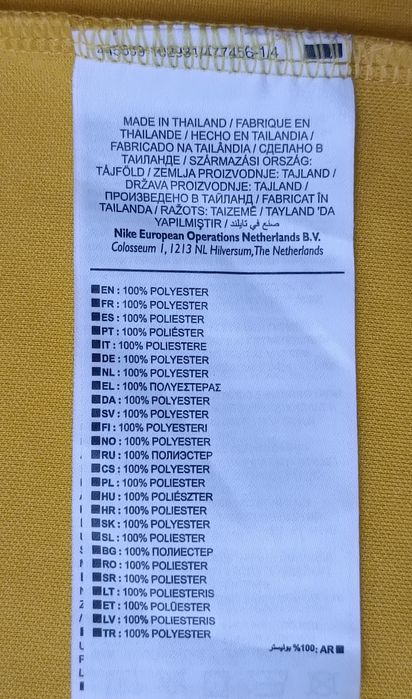 MADE IN THAILAND / FABRIQUE EN
THAILANDE / HECHO EN TAILANDIA /
FABRICADO NA TAILÂNDIA / СДЕЛАНО В
ТАИЛАНДЕ / SZÁRMAZÁSI ORSZÁG:
TÁJFÖLD / ZEMLJA PROIZVODNJE: TAJLAND /
DRŽAVA PROIZVODNJE: TAJLAND /
ПРОИЗВЕДЕНО В ТАЙЛАНД / FABRICAT ÎN
TAILANDA / RAŽOTS: TAIZEMĒ / TAYLAND 'DA
YAPILMIŞTIR / صنع في تايلند
Nike European Operations Netherlands B.V.
Colosseum 1, 1213 NL Hilversum, The Netherlands
EN : 100% POLYESTER
FR : 100% POLYESTER
ES : 100% POLIESTER
PT : 100% POLIÉSTER
IT : 100% POLIESTERE
DE : 100% POLYESTER
NL : 100% POLYESTER
EL : 100% ΠΟΛΥΕΣΤΕΡΑΣ
DA : 100% POLYESTER
SV : 100% POLYESTER
FI : 100% POLYESTERI
NO : 100% POLYESTER
RU : 100% ПОЛИЭСТЕР
CS : 100% POLYESTER
PL : 100% POLIESTER
HU : 100% POLIÉSZTER
HR : 100% POLIESTER
SK : 100% POLYESTER
SL : 100% POLIESTER
BG : 100% ПОЛИЕСТЕР
RO : 100% POLIESTER
SR : 100% POLIESTER
LT : 100% POLIESTERIS
ET : 100% POLÜESTER
LV : 100% POLIESTERIS
TR : 100% POLYESTER
AR :100% بوليستر